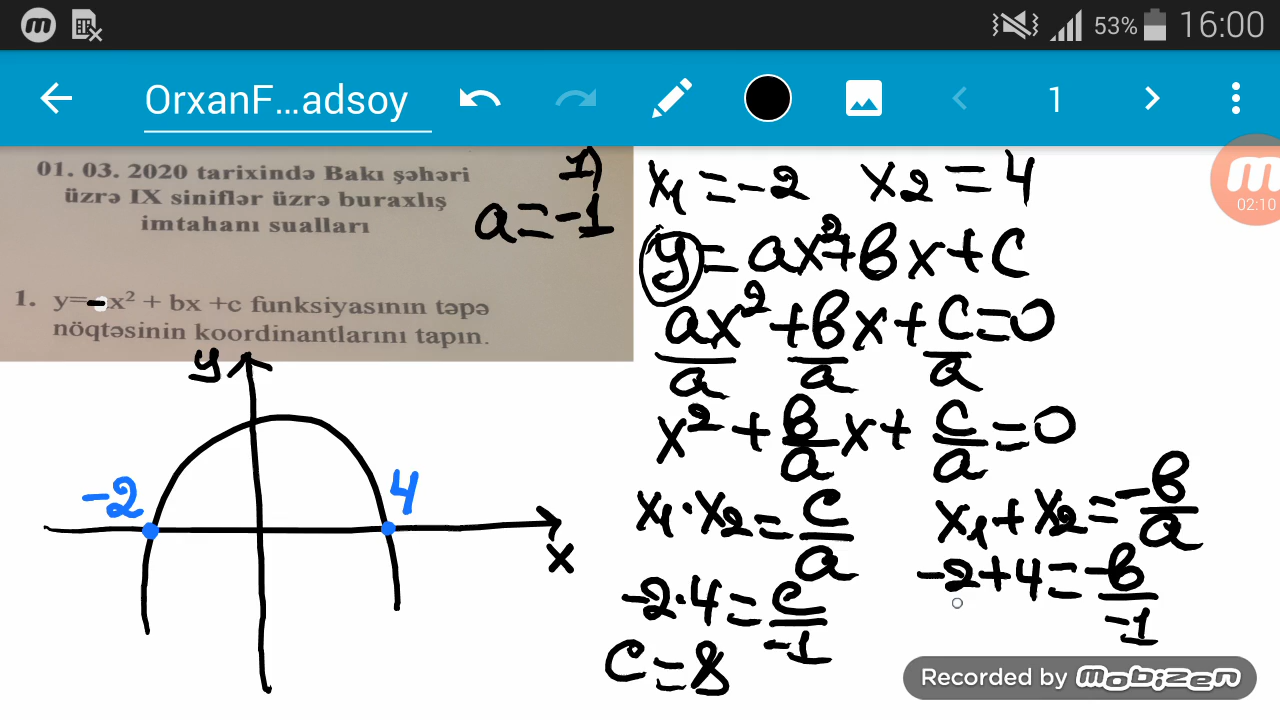 53% 16:00
OrxanF...adsoy 1
02:10
01. 03. 2020 tarixində Bakı şəhəri
üzrə IX siniflər üzrə buraxlış
imtahanı sualları
1)
a=-1
1. y=-x² + bx +c funksiyasının təpə
nöqtəsinin koordinantlarını tapın.
y
-2
4
x
x₁=-2 x₂=4
y=ax²+bx+c
ax²/a+b/a x+c/a=0
x²+b/a x+c/a=0
x₁·x₂=c/a
-2·4=c/-1
c=8
x₁+x₂=-b/a
-2+4=-b/-1
Recorded by mobizen